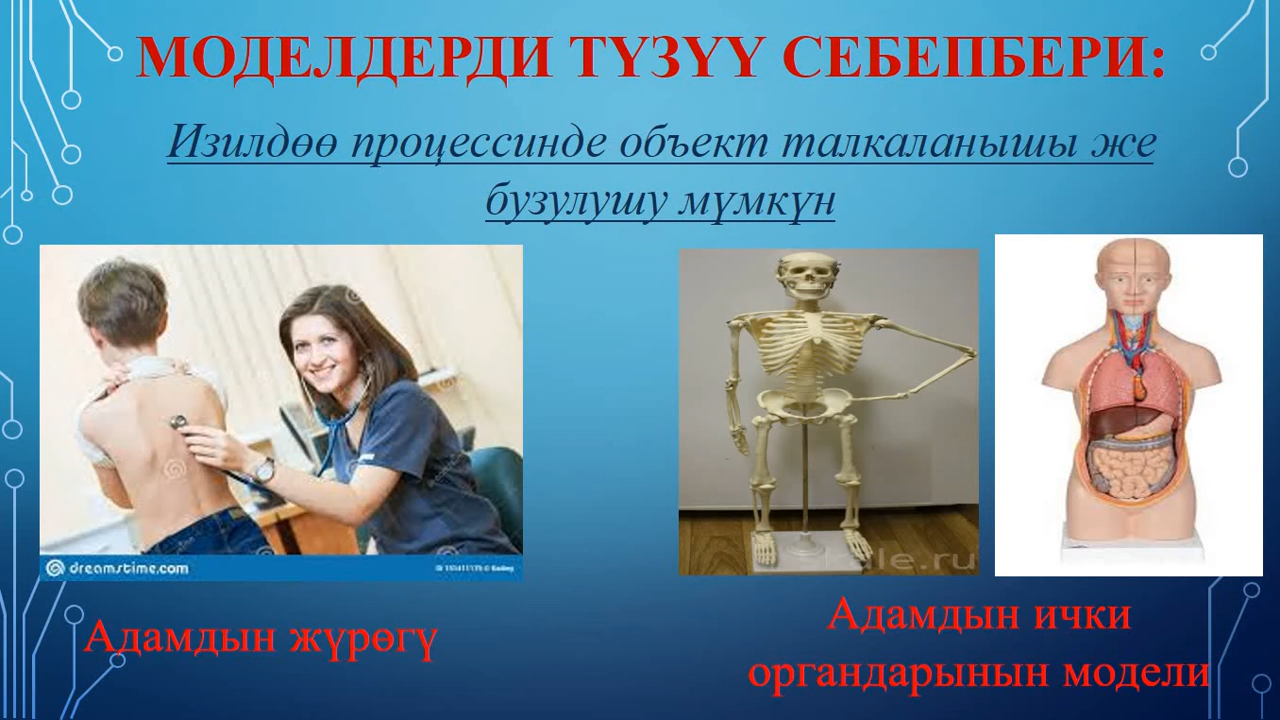 МОДЕЛДЕРДИ ТҮЗҮҮ СЕБЕПБЕРИ:
Изилдөө процессинде объект талкаланышы же
бузулушу мүмкүн
dreamstime.com
Адамдын жүрөгү
Адамдын ички
органдарынын модели